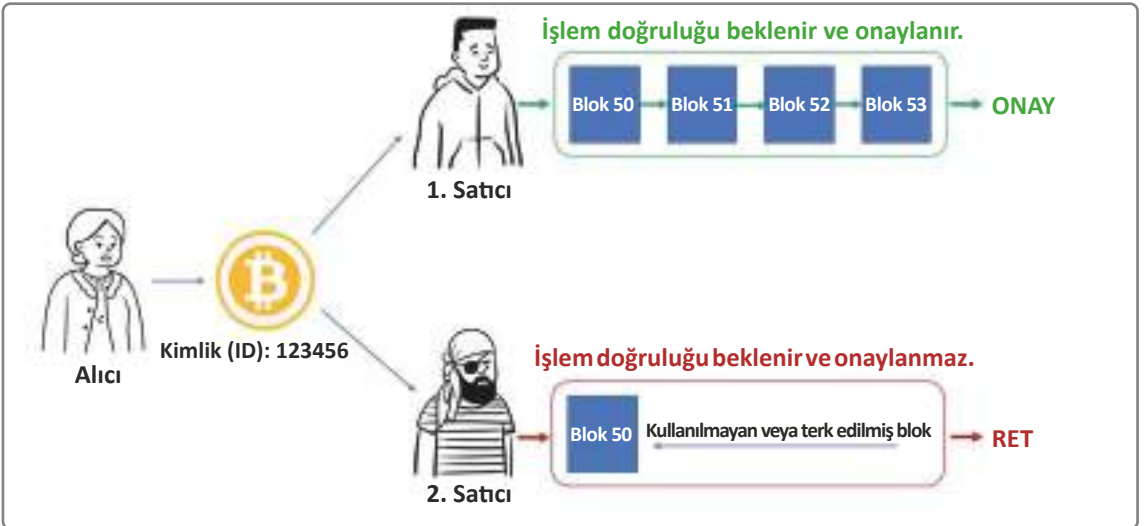 İşlem doğruluğu beklenir ve onaylanır.
Blok 50
Blok 51
Blok 52
Blok 53
ONAY
1. Satıcı
Kimlik (ID): 123456
Alıcı
İşlem doğruluğu beklenir ve onaylanmaz.
Blok 50
Kullanılmayan veya terk edilmiş blok
RET
2. Satıcı